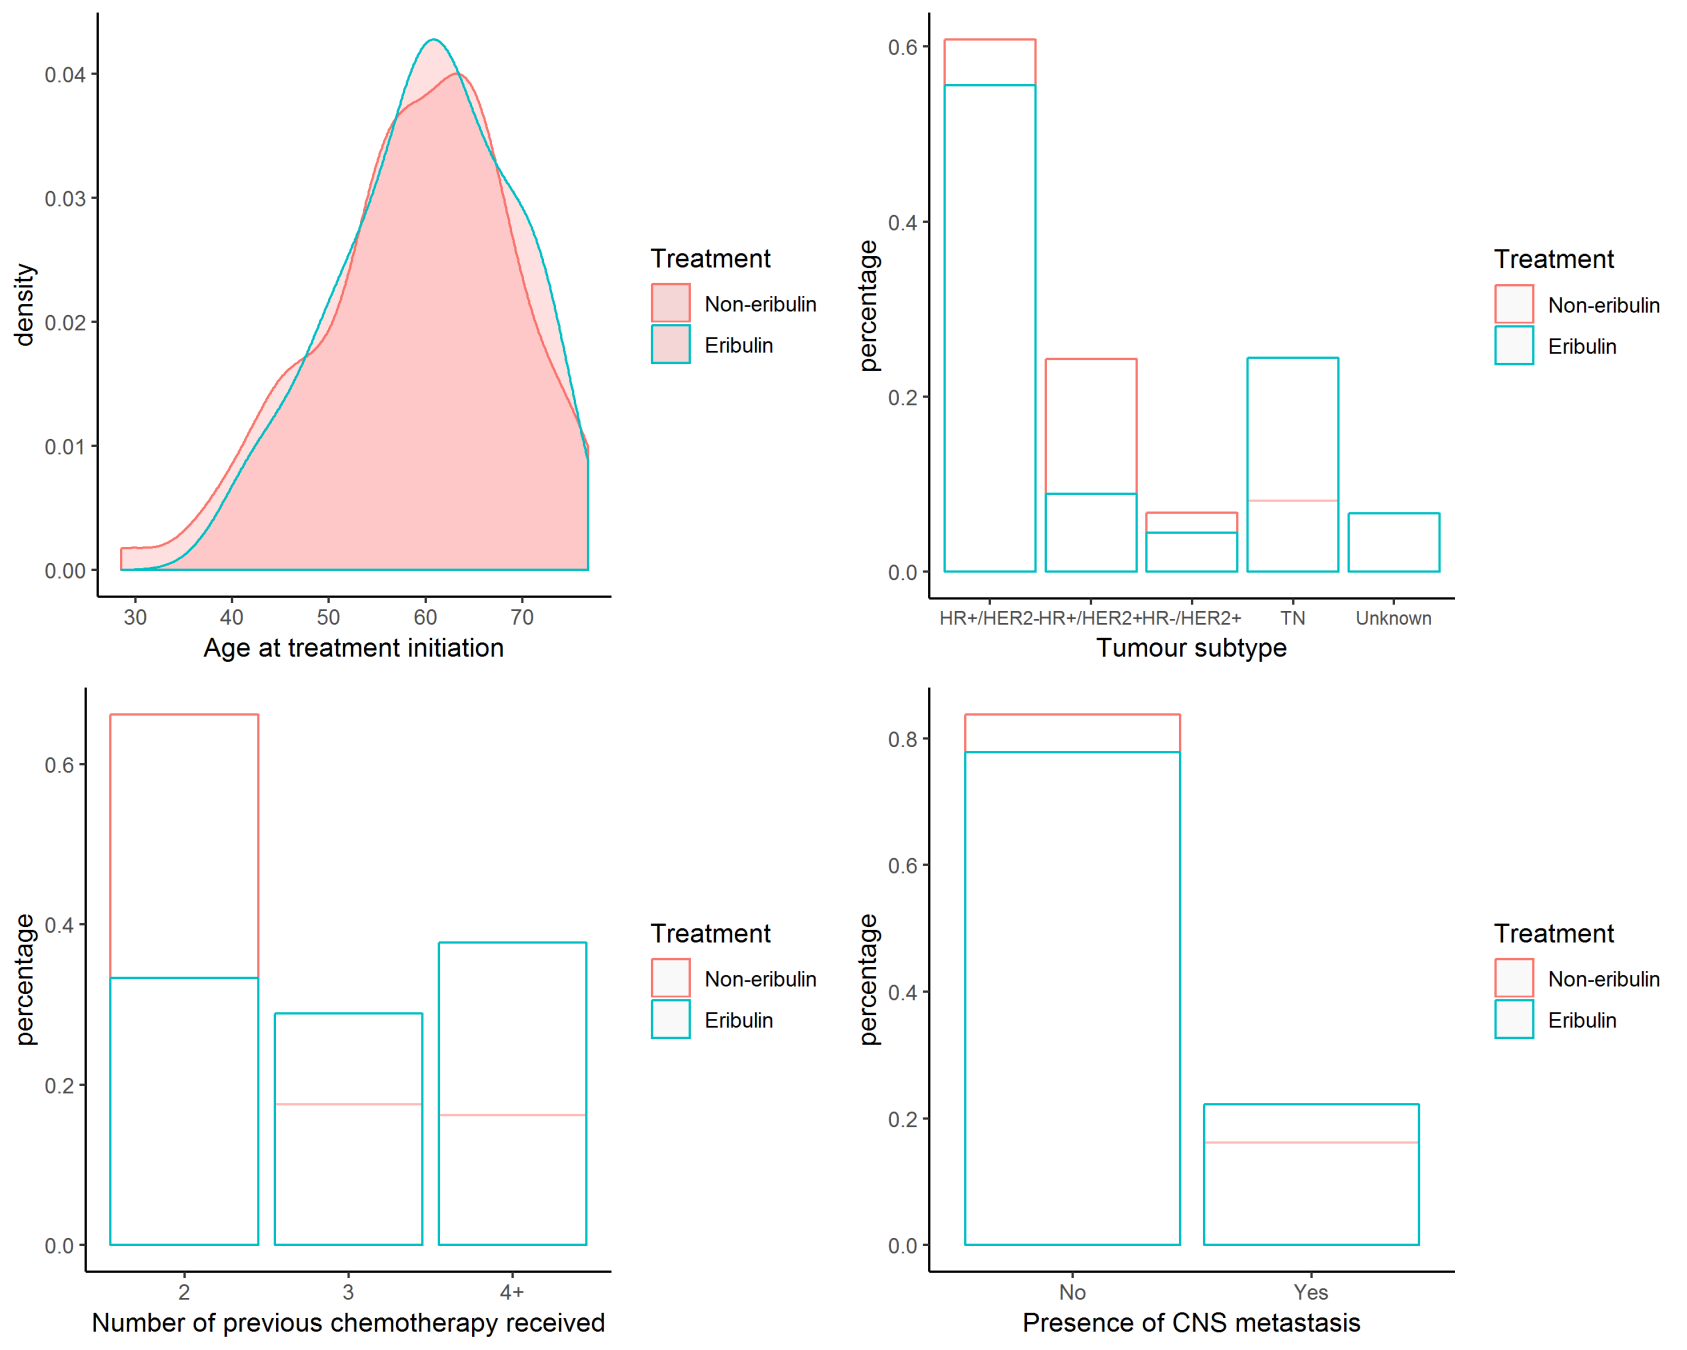 density
0.04
0.03
0.02
0.01
0.00
30 40 50 60 70
Age at treatment initiation
Treatment
Non-eribulin
Eribulin
percentage
0.6
0.4
0.2
0.0
HR+/HER2- HR+/HER2+ HR-/HER2+ TN Unknown
Tumour subtype
Treatment
Non-eribulin
Eribulin
percentage
0.6
0.4
0.2
0.0
2 3 4+
Number of previous chemotherapy received
Treatment
Non-eribulin
Eribulin
percentage
0.8
0.6
0.4
0.2
0.0
No Yes
Presence of CNS metastasis
Treatment
Non-eribulin
Eribulin